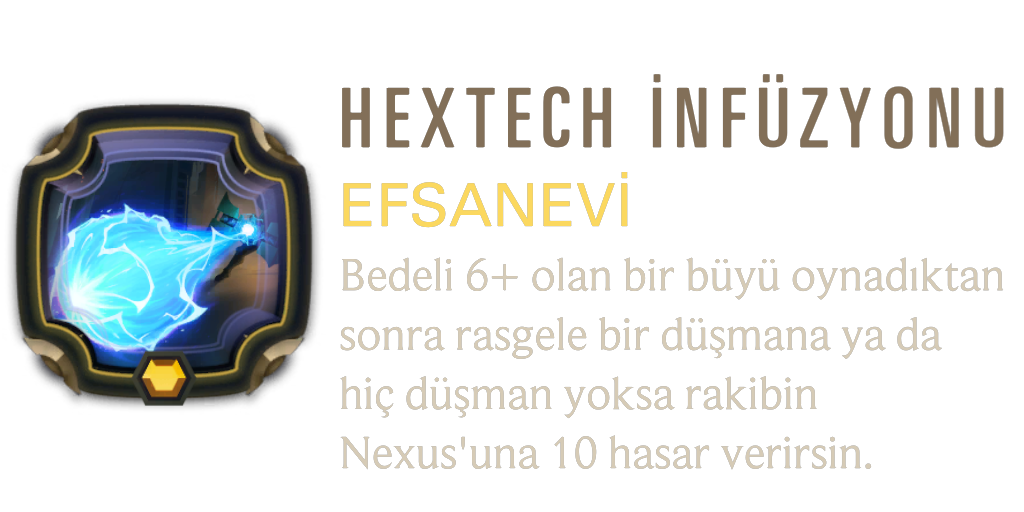 HEXTECH İNFÜZYONU
EFSANEVİ
Bedeli 6+ olan bir büyü oynadıktan
sonra rasgele bir düşmana ya da
hiç düşman yoksa rakibin
Nexus'una 10 hasar verirsin.